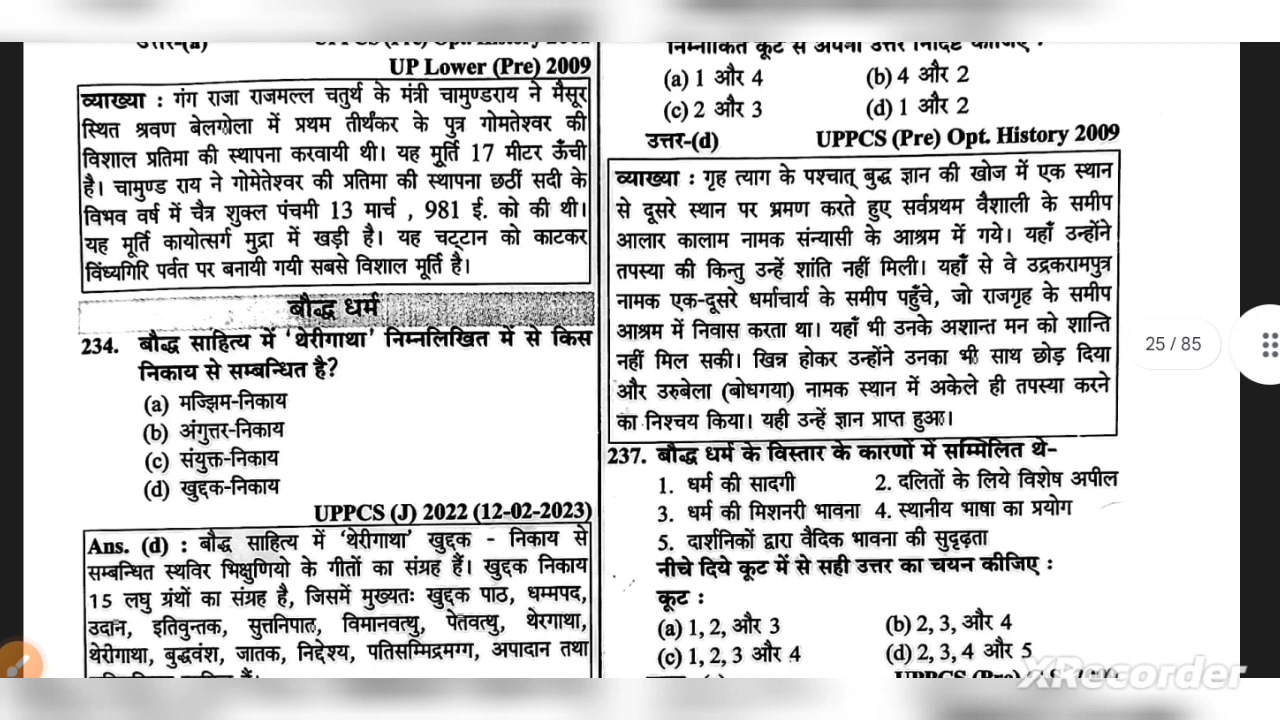 उत्तर-(a)
UP Lower (Pre) 2009
व्याख्या : गंग राजा राजमल्ल चतुर्थ के मंत्री चामुण्डराय ने मैसूर
स्थित श्रवण बेलगोला में प्रथम तीर्थंकर के पुत्र गोमतेश्वर की
विशाल प्रतिमा की स्थापना करवायी थी। यह मूर्ति 17 मीटर ऊँची
है। चामुण्ड राय ने गोमेतेश्वर की प्रतिमा की स्थापना छठीं सदी के
विभव वर्ष में चैत्र शुक्ल पंचमी 13 मार्च , 981 ई. को की थी।
यह मूर्ति कायोत्सर्ग मुद्रा में खड़ी है। यह चट्टान को काटकर
विंध्यगिरि पर्वत पर बनायी गयी सबसे विशाल मूर्ति है।
बौद्ध धर्म
234. बौद्ध साहित्य में 'थेरीगाथा' निम्नलिखित में से किस
निकाय से सम्बन्धित है?
(a) मज्झिम-निकाय
(b) अंगुत्तर-निकाय
(c) संयुक्त-निकाय
(d) खुद्दक-निकाय
UPPCS (J) 2022 (12-02-2023)
Ans. (d) : बौद्ध साहित्य में 'थेरीगाथा' खुद्दक - निकाय से
सम्बन्धित स्थविर भिक्षुणियो के गीतों का संग्रह हैं। खुद्दक निकाय
15 लघु ग्रंथों का संग्रह है, जिसमें मुख्यतः खुद्दक पाठ, धम्मपद,
उदान, इतिवुन्तक, सुत्तनिपात, विमानवत्थु, पेतवत्थु, थेरगाथा,
थेरीगाथा, बुद्धवंश, जातक, निद्देश्य, पतिसम्मिद्रमग्ग, अपादान तथा
निम्नांकित कूट से अपना उत्तर निर्दिष्ट कीजिए :
(a) 1 और 4 (b) 4 और 2
(c) 2 और 3 (d) 1 और 2
उत्तर-(d) UPPCS (Pre) Opt. History 2009
व्याख्या : गृह त्याग के पश्चात् बुद्ध ज्ञान की खोज में एक स्थान
से दूसरे स्थान पर भ्रमण करते हुए सर्वप्रथम वैशाली के समीप
आलार कालाम नामक संन्यासी के आश्रम में गये। यहाँ उन्होंने
तपस्या की किन्तु उन्हें शांति नहीं मिली। यहाँ से वे उद्रकरामपुत्र
नामक एक-दूसरे धर्माचार्य के समीप पहुँचे, जो राजगृह के समीप
आश्रम में निवास करता था। यहाँ भी उनके अशान्त मन को शान्ति
नहीं मिल सकी। खिन्न होकर उन्होंने उनका भी साथ छोड़ दिया
और उरुबेला (बोधगया) नामक स्थान में अकेले ही तपस्या करने
का निश्चय किया। यही उन्हें ज्ञान प्राप्त हुआ।
237. बौद्ध धर्म के विस्तार के कारणों में सम्मिलित थे-
1. धर्म की सादगी 2. दलितों के लिये विशेष अपील
3. धर्म की मिशनरी भावना 4. स्थानीय भाषा का प्रयोग
5. दार्शनिकों द्वारा वैदिक भावना की सुदृढ़ता
नीचे दिये कूट में से सही उत्तर का चयन कीजिए :
कूट :
(a) 1, 2, और 3 (b) 2, 3, और 4
(c) 1, 2, 3 और 4 (d) 2, 3, 4 और 5
25 / 85
XRecorder